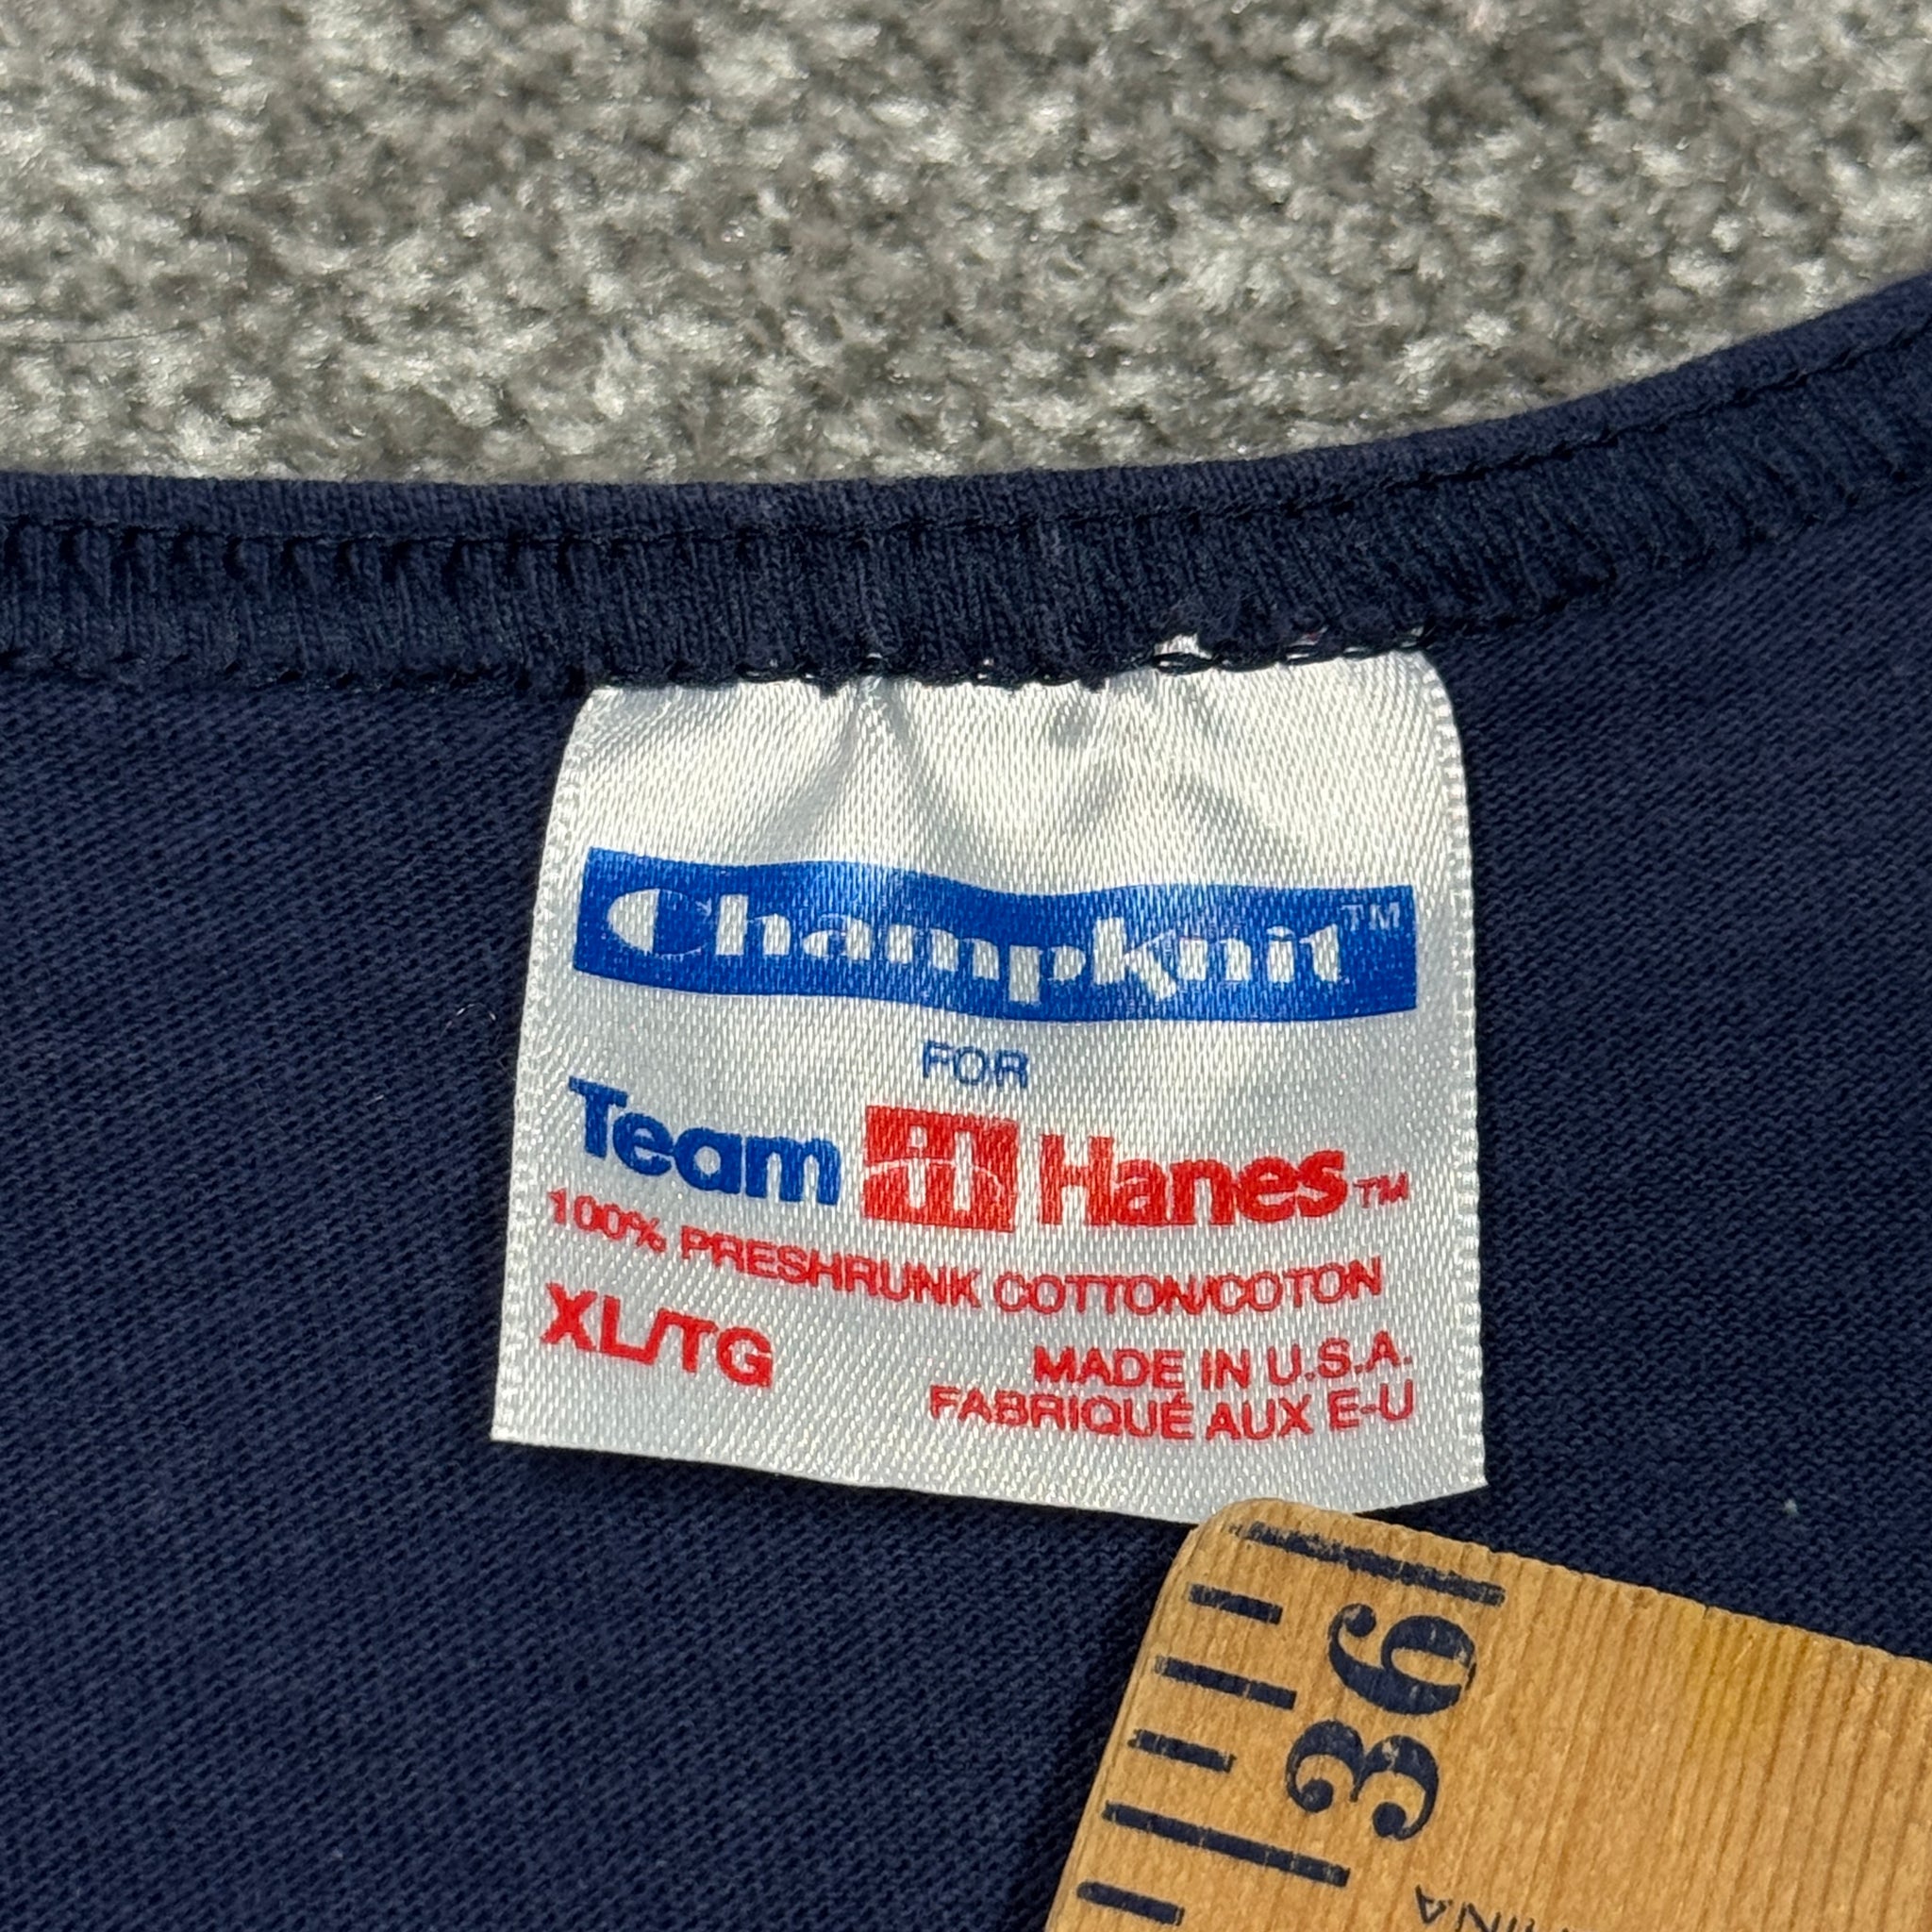 Champknit™
FOR
Team Hanes™
100% PRESHRUNK COTTON/COTON
XL/TG
MADE IN U.S.A.
FABRIQUÉ AUX E-U
36